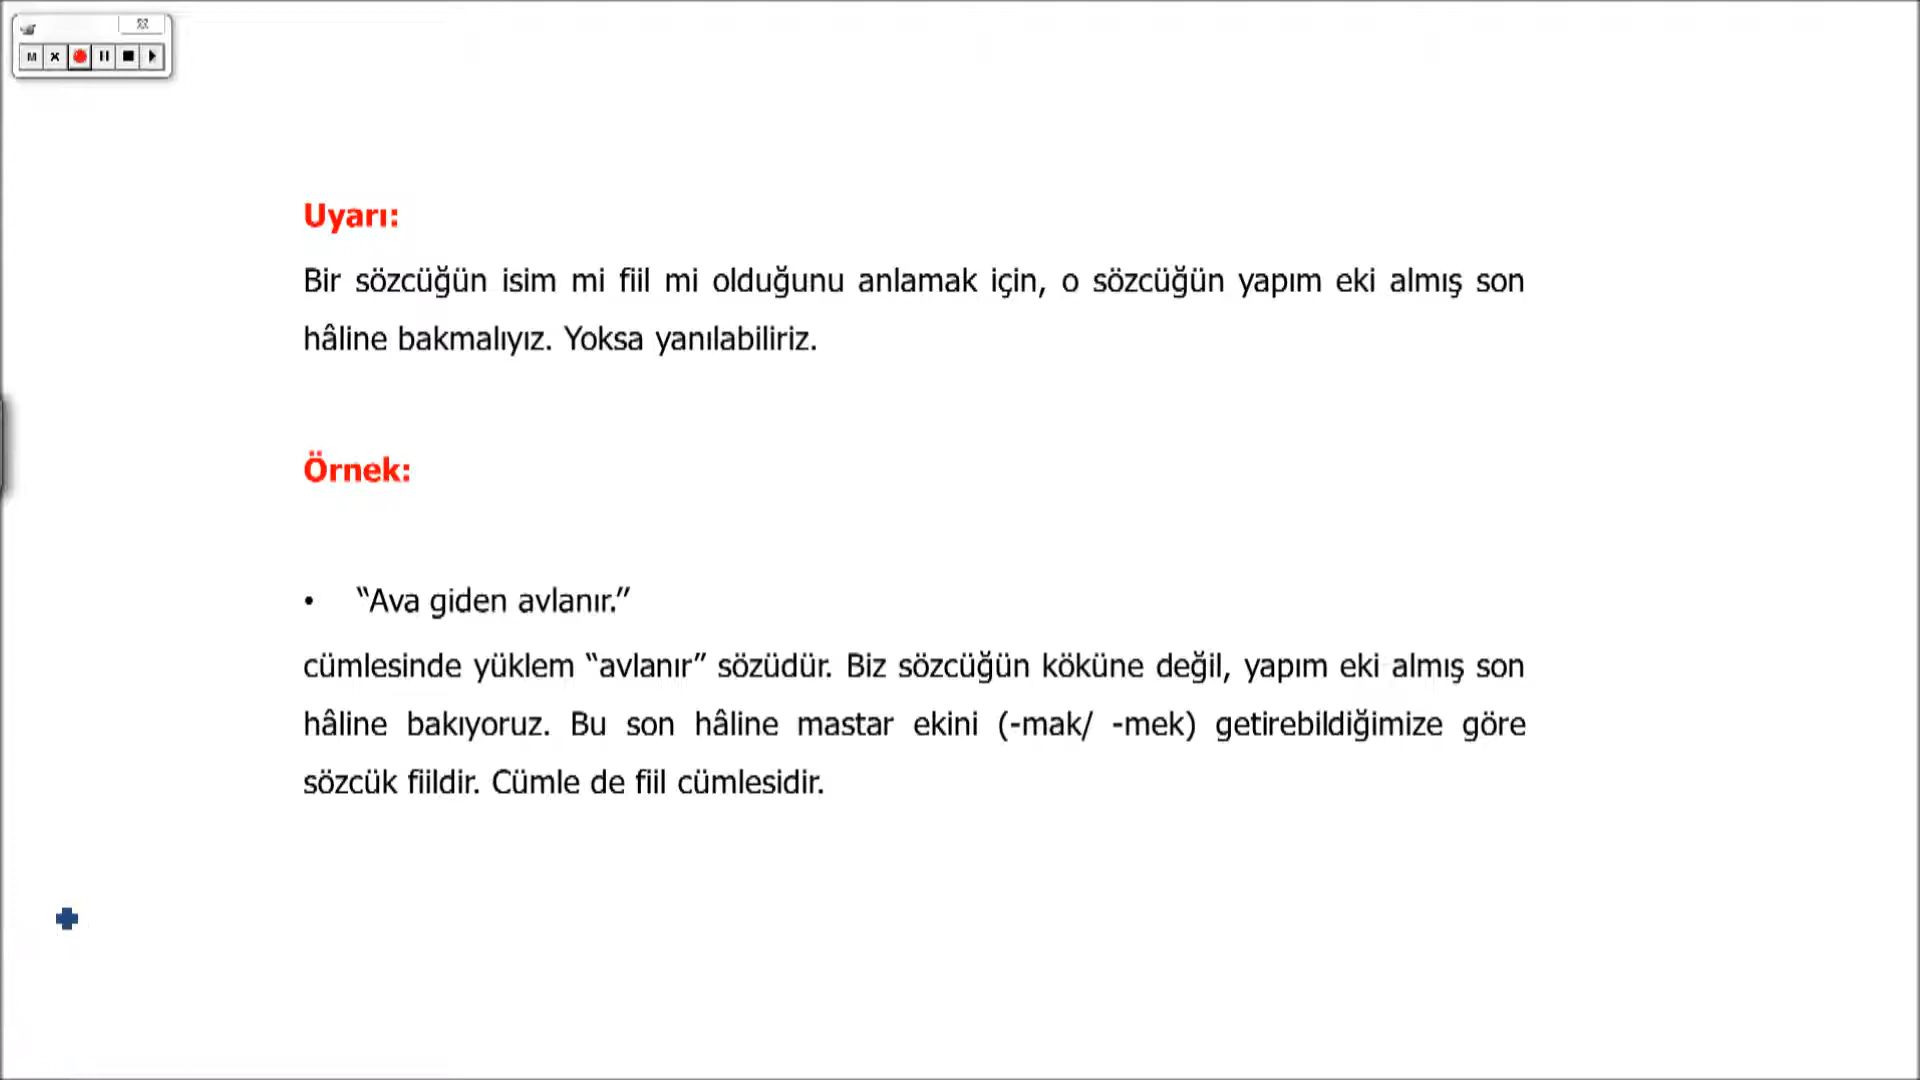 M
Uyarı:
Bir sözcüğün isim mi fiil mi olduğunu anlamak için, o sözcüğün yapım eki almış son
hâline bakmalıyız. Yoksa yanılabiliriz.
Örnek:
• “Ava giden avlanır.”
cümlesinde yüklem “avlanır” sözüdür. Biz sözcüğün köküne değil, yapım eki almış son
hâline bakıyoruz. Bu son hâline mastar ekini (-mak/ -mek) getirebildiğimize göre
sözcük fiildir. Cümle de fiil cümlesidir.